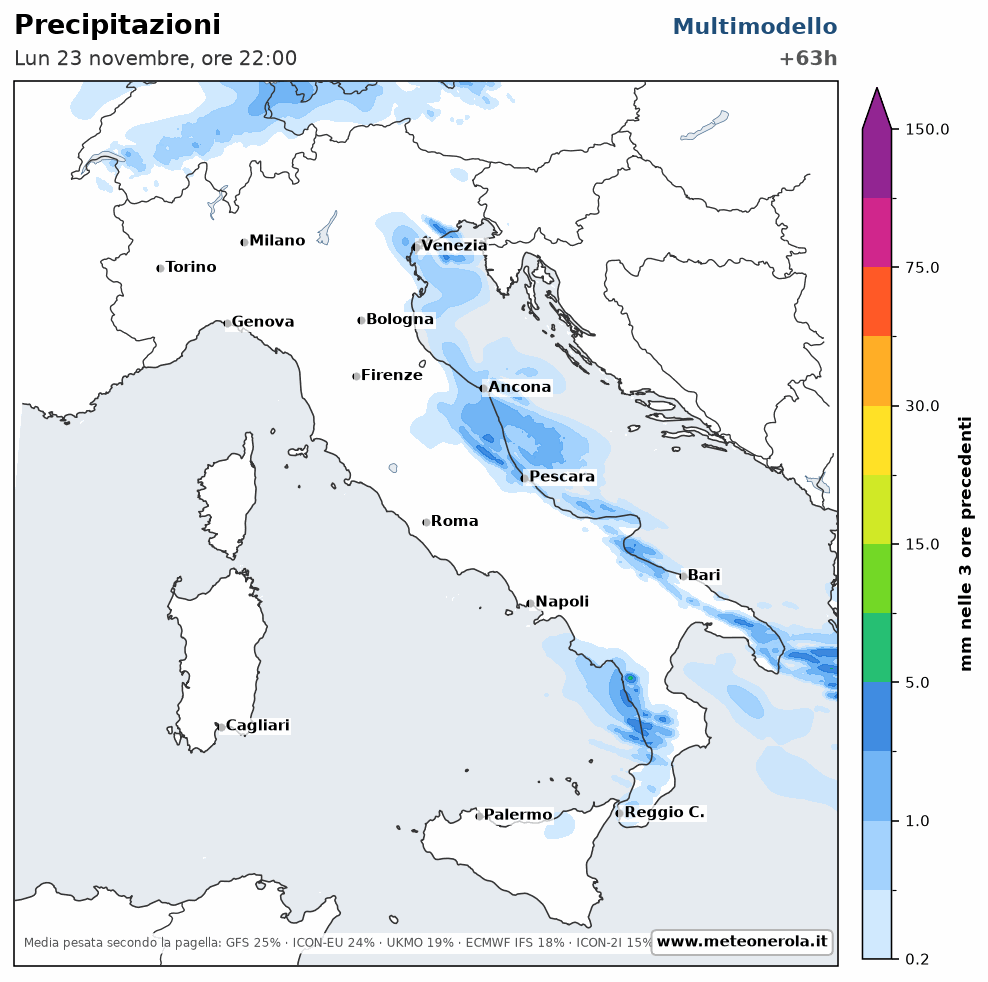 Precipitazioni
Multimodello
Lun 23 novembre, ore 22:00
+63h
150.0
75.0
30.0
15.0
5.0
1.0
0.2
mm nelle 3 ore precedenti
Milano
Venezia
Torino
Genova
Bologna
Firenze
Ancona
Pescara
Roma
Bari
Napoli
Cagliari
Palermo
Reggio C.
Media pesata secondo la pagella: GFS 25% · ICON-EU 24% · UKMO 19% · ECMWF IFS 18% · ICON-2I 15%
www.meteonerola.it